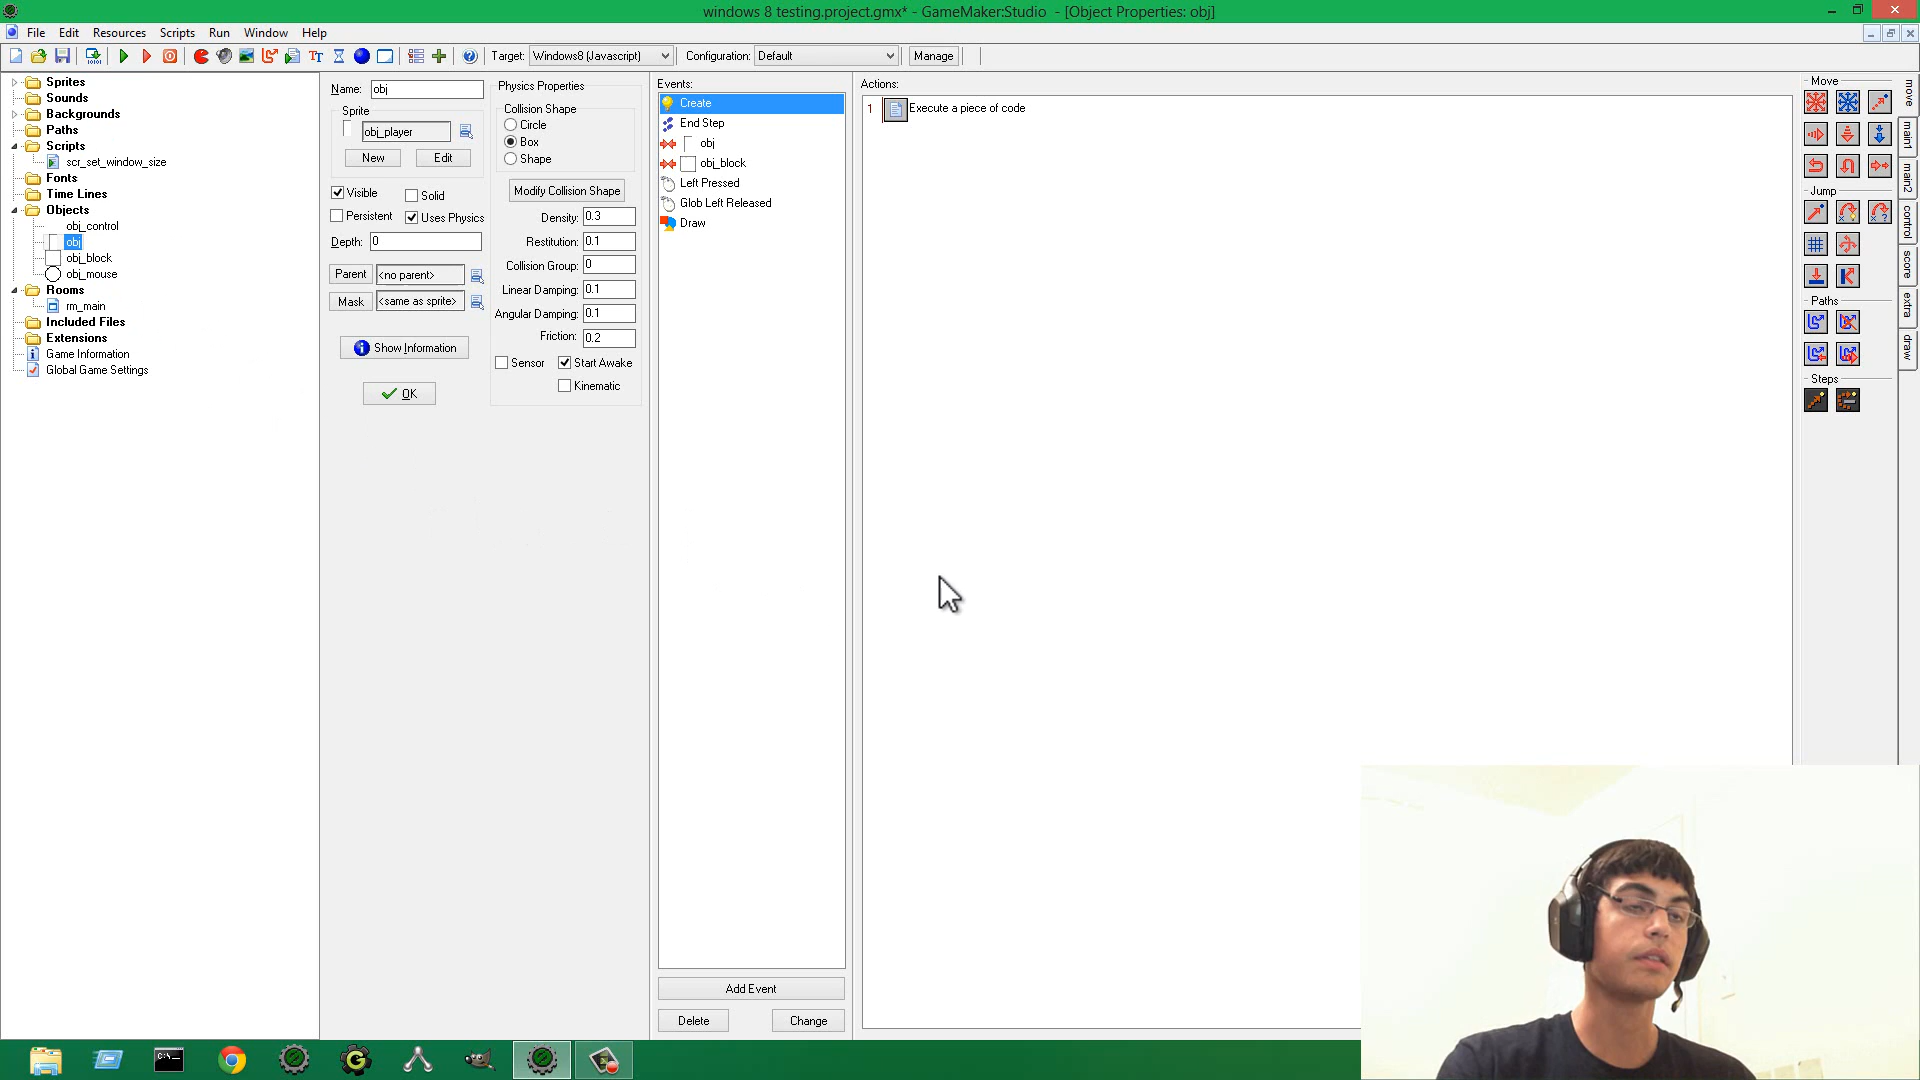 windows 8 testing.project.gmx* - GameMaker:Studio - [Object Properties: obj]
File Edit Resources Scripts Run Window Help
Target: Windows8 (Javascript) Configuration: Default Manage
Sprites
Sounds
Backgrounds
Paths
Scripts
scr_set_window_size
Fonts
Time Lines
Objects
obj_control
obj
obj_block
obj_mouse
Rooms
rm_main
Included Files
Extensions
Game Information
Global Game Settings
Name: obj
Sprite
obj_player
New Edit
Visible Solid
Persistent Uses Physics
Depth: 0
Parent <no parent>
Mask <same as sprite>
Show Information
OK
Physics Properties
Collision Shape
Circle
Box
Shape
Modify Collision Shape
Density: 0.3
Restitution: 0.1
Collision Group: 0
Linear Damping: 0.1
Angular Damping: 0.1
Friction: 0.2
Sensor Start Awake
Kinematic
Events:
Create
End Step
obj
obj_block
Left Pressed
Glob Left Released
Draw
Add Event
Delete Change
Actions:
1 Execute a piece of code
Move
Jump
Paths
Steps
move
main1
main2
control
score
extra
draw